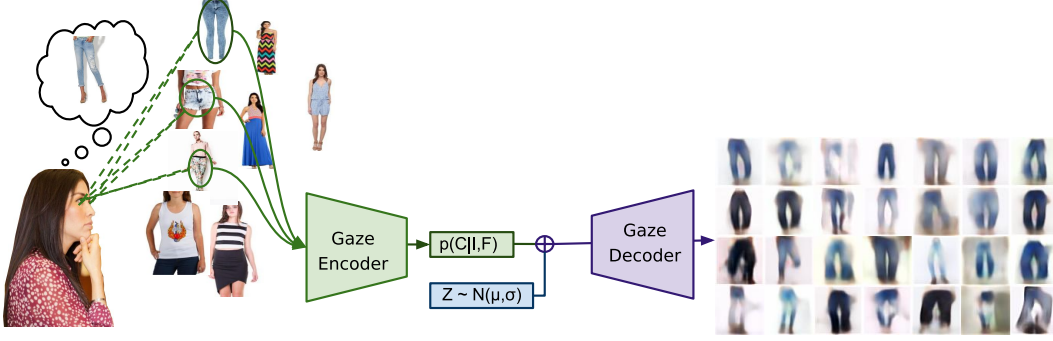 Gaze
Encoder
p(C|I,F)
Z ~ N(μ,σ)
Gaze
Decoder